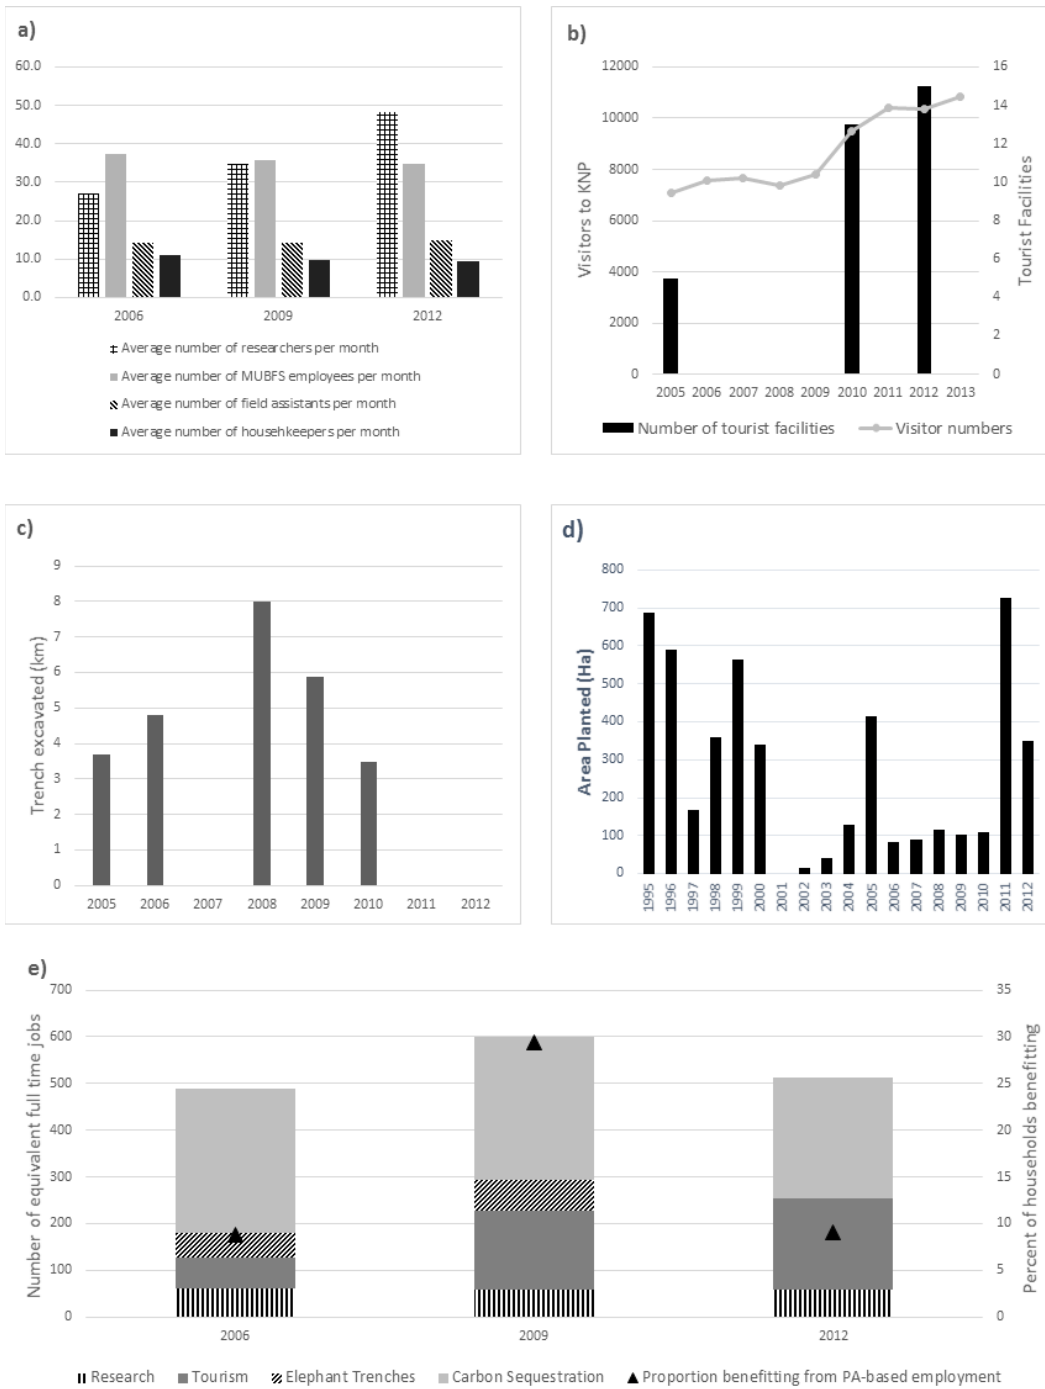 a)
60.0
50.0
40.0
30.0
20.0
10.0
0.0
2006 2009 2012
Average number of researchers per month
Average number of MUBFS employees per month
Average number of field assistants per month
Average number of househkeepers per month
b)
Visitors to KNP
12000
10000
8000
6000
4000
2000
0
16
14
12
10
8
6
4
2
0
Tourist Facilities
2005 2006 2007 2008 2009 2010 2011 2012 2013
Number of tourist facilities Visitor numbers
c)
Trench excavated (km)
9
8
7
6
5
4
3
2
1
0
2005 2006 2007 2008 2009 2010 2011 2012
d)
Area Planted (Ha)
800
700
600
500
400
300
200
100
0
1995 1996 1997 1998 1999 2000 2001 2002 2003 2004 2005 2006 2007 2008 2009 2010 2011 2012
e)
Number of equivalent full time jobs
700
600
500
400
300
200
100
0
35
30
25
20
15
10
5
0
Percent of households benefitting
2006 2009 2012
Research Tourism Elephant Trenches Carbon Sequestration Proportion benefitting from PA-based employment